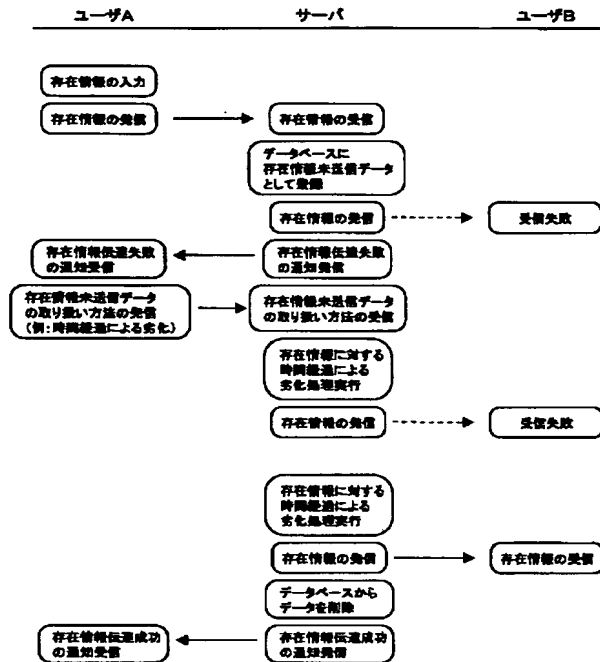 ユーザA サーバ ユーザB
存在情報の入力
存在情報の発信 存在情報の受信
データベースに
存在情報未送信データ
として登録
存在情報の発信 受信失敗
存在情報伝達失敗
の通知受信
存在情報伝達失敗
の通知発信
存在情報未送信データ
の取り扱い方法の発信
(例:時間経過による劣化)
存在情報未送信データ
の取り扱い方法の受信
存在情報に対する
時間経過による
劣化処理実行
存在情報の発信 受信失敗
存在情報に対する
時間経過による
劣化処理実行
存在情報の発信 存在情報の受信
データベースから
データを削除
存在情報伝達成功
の通知受信
存在情報伝達成功
の通知発信